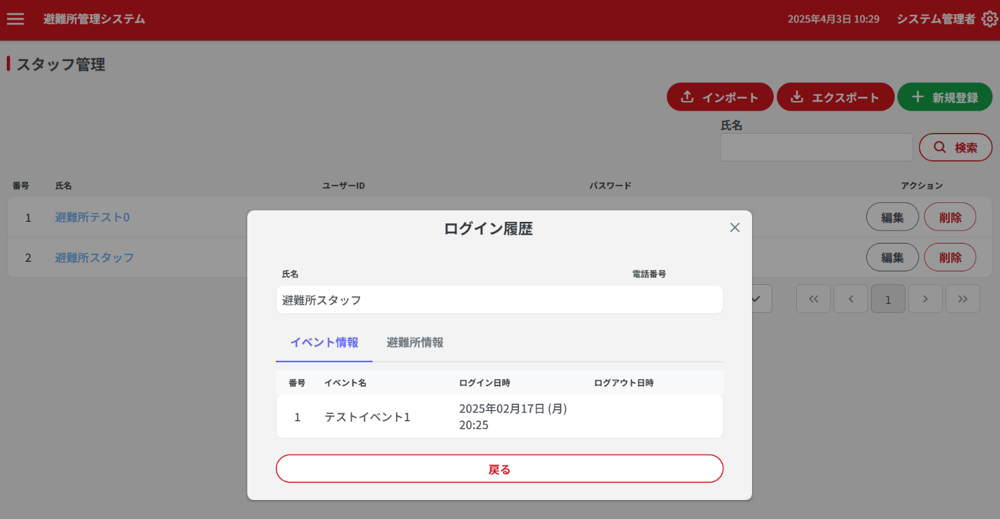 避難所管理システム
2025年4月3日 10:29
システム管理者
スタッフ管理
インポート
エクスポート
新規登録
氏名
検索
番号 氏名 ユーザーID パスワード アクション
1 避難所テスト0 編集 削除
2 避難所スタッフ 編集 削除
1
ログイン履歴
氏名 電話番号
避難所スタッフ
イベント情報 避難所情報
番号 イベント名 ログイン日時 ログアウト日時
1 テストイベント1 2025年02月17日 (月)
20:25
戻る